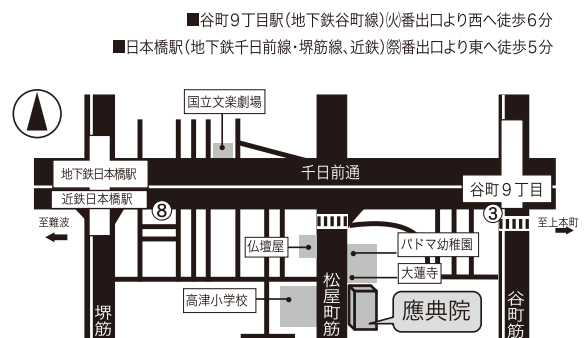 ■谷町９丁目駅（地下鉄谷町線）㈫番出口より西へ徒歩６分
■日本橋駅（地下鉄千日前線・堺筋線、近鉄）㉀番出口より東へ徒歩５分
国立文楽劇場
地下鉄日本橋駅
千日前通
近鉄日本橋駅
谷町９丁目
⑧
③
至難波
至上本町
仏壇屋
パドマ幼稚園
大蓮寺
高津小学校
應典院
堺筋
松屋町筋
谷町筋